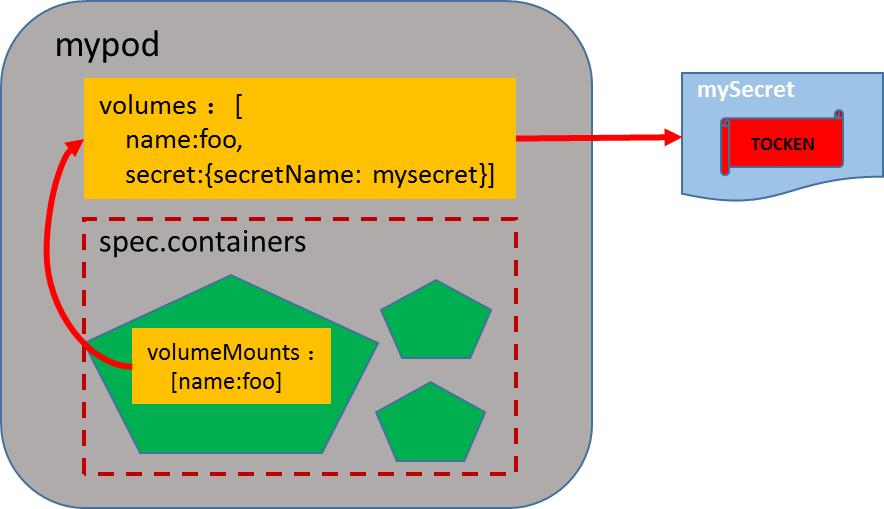 mypod
volumes： [
name:foo,
secret:{secretName: mysecret}]
mySecret
TOCKEN
spec.containers
volumeMounts：
[name:foo]